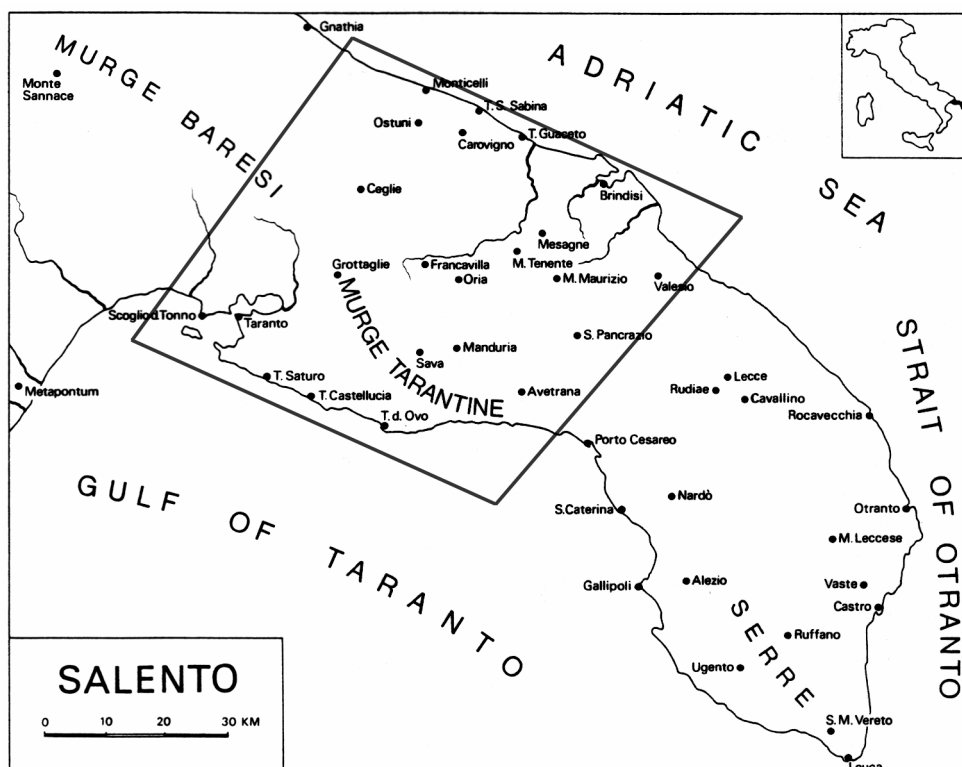 Gnathia
MURGE BARESI
Monte
Sannace
ADRIATIC SEA
Monticelli
T. S. Sabina
Ostuni
Carovigno
T. Guaceto
Ceglie
Brindisi
Mesagne
M. Tenente
Grottaglie
Francavilla
Oria
M. Maurizio
Valesio
MURGE TARANTINE
Scoglio d. Tonno
Taranto
S. Pancrazio
Manduria
Sava
STRAIT OF OTRANTO
Metapontum
T. Saturo
T. Castellucia
Avetrana
Lecce
Rudiae
Cavallino
T. d. Ovo
Rocavecchia
Porto Cesareo
GULF OF TARANTO
Nardò
S.Caterina
Otranto
M. Leccese
Gallipoli
Alezio
Vaste
Castro
SERRE
Ruffano
Ugento
S. M. Vereto
Leuca
SALENTO
0 10 20 30 KM